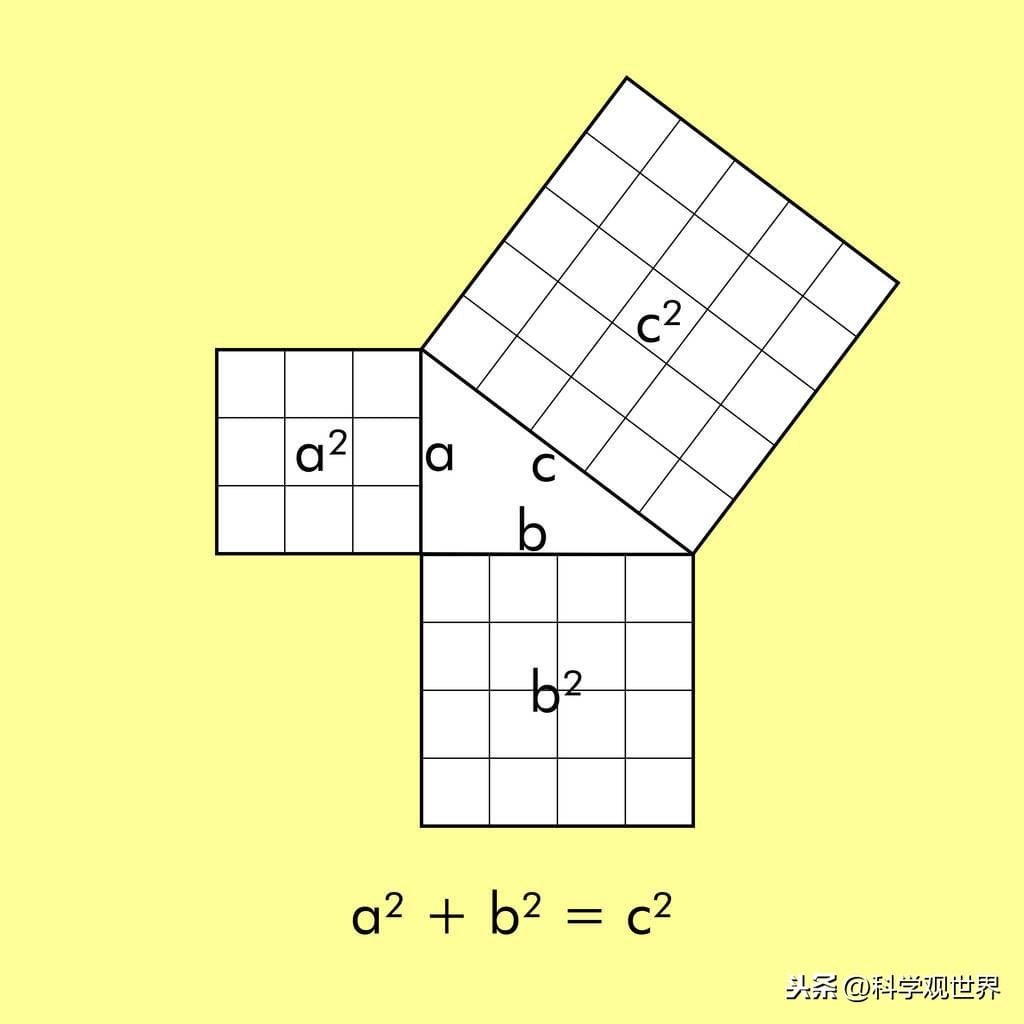 c²
a²
a
c
b
b²
a² + b² = c²
头条 @科学观世界